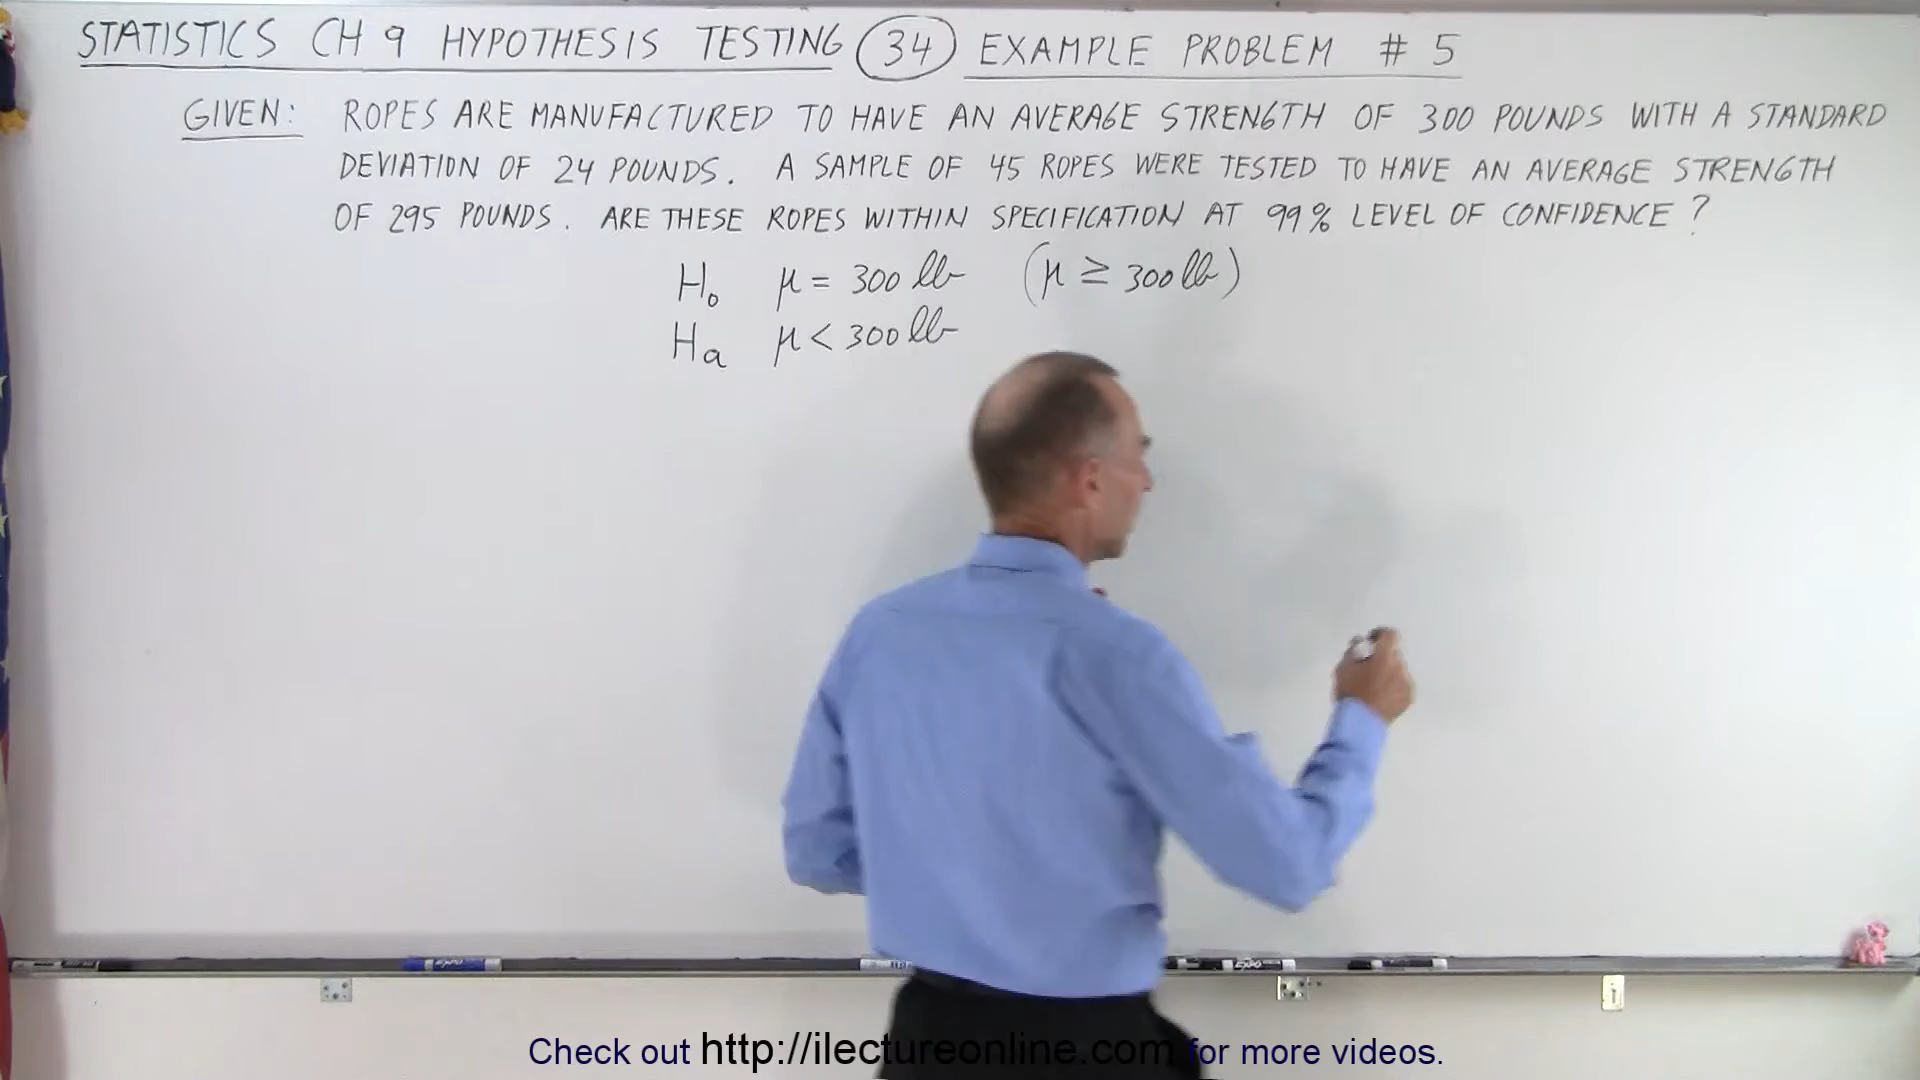 STATISTICS CH 9 HYPOTHESIS TESTING 34 EXAMPLE PROBLEM # 5
GIVEN: ROPES ARE MANUFACTURED TO HAVE AN AVERAGE STRENGTH OF 300 POUNDS WITH A STANDARD
DEVIATION OF 24 POUNDS. A SAMPLE OF 45 ROPES WERE TESTED TO HAVE AN AVERAGE STRENGTH
OF 295 POUNDS. ARE THESE ROPES WITHIN SPECIFICATION AT 99% LEVEL OF CONFIDENCE?
H₀ μ = 300 lb (μ ≥ 300 lb)
Hₐ μ < 300 lb
Check out http://ilectureonline.com for more videos.